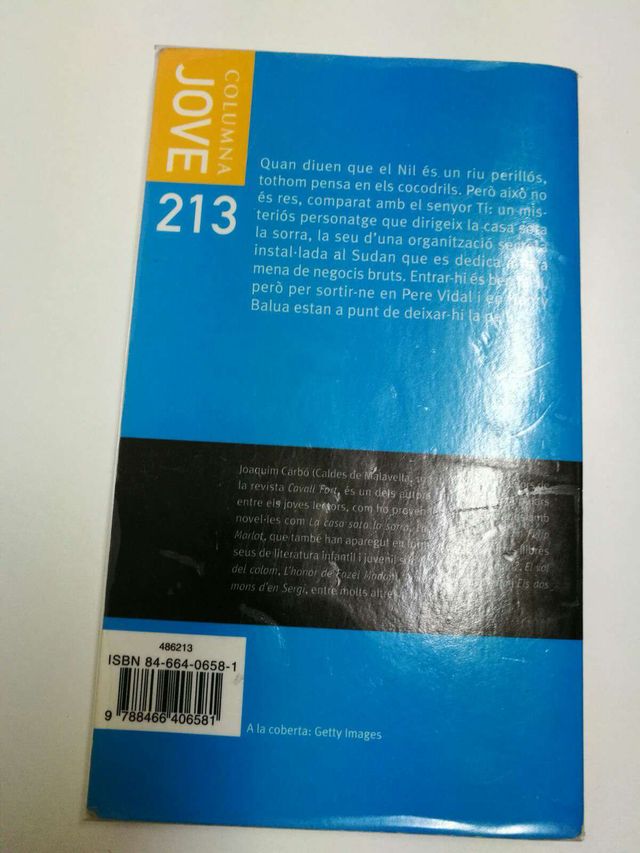 COLUMNA
JOVE
213
Quan diuen que el Nil és un riu perillós,
tothom pensa en els cocodrils. Però això no
és res, comparat amb el senyor Ti: un mis-
teriós personatge que dirigeix la casa sota
la sorra, la seu d'una organització
instal·lada al Sudan que es dedica
mena de negocis bruts. Entrar-hi és
però per sortir-ne en Pere Vidal i
Balua estan a punt de deixar-hi la
Joaquim Carbó (Caldes de Malavella,
la revista Cavall Fort, és un dels autors
entre els joves lectors, com ho
novel·les com La casa sota la sorra,
Marlot, que també han aparegut en
seus de literatura infantil i juvenil El vol
del colom, L'honor de Els dos
mons d'en Sergi, entre molts
486213
ISBN 84-664-0658-1
9 788466 406581
A la coberta: Getty Images